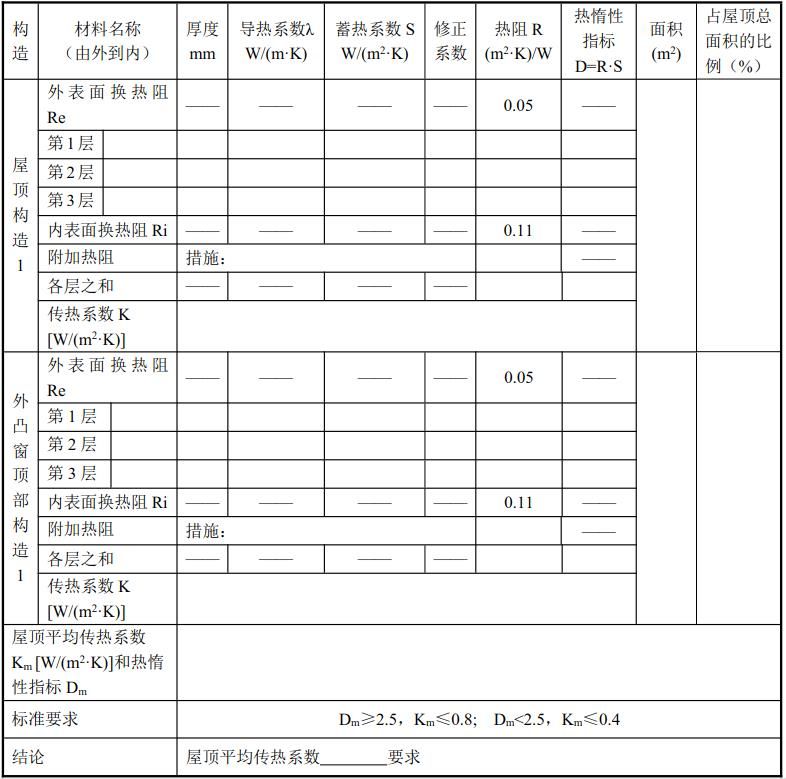 构造 材料名称（由外到内） 厚度 mm 导热系数λ W/(m·K) 蓄热系数 S W/(m²·K) 修正系数 热阻 R (m²·K)/W 热惰性指标 D=R·S 面积 (m²) 占屋顶总面积的比例（%）
屋顶构造 1
外表面换热阻 Re —— —— —— —— 0.05 ——
第 1 层
第 2 层
第 3 层
内表面换热阻 Ri —— —— —— —— 0.11 ——
附加热阻 措施： ——
各层之和 —— —— —— ——
传热系数 K
[W/(m²·K)]
外凸窗顶部构造 1
外表面换热阻 Re —— —— —— —— 0.05 ——
第 1 层
第 2 层
第 3 层
内表面换热阻 Ri —— —— —— —— 0.11 ——
附加热阻 措施： ——
各层之和 —— —— —— ——
传热系数 K
[W/(m²·K)]
屋顶平均传热系数
Km [W/(m²·K)]和热惰
性指标 Dm
标准要求 Dm≥2.5，Km≤0.8; Dm<2.5，Km≤0.4
结论 屋顶平均传热系数________要求